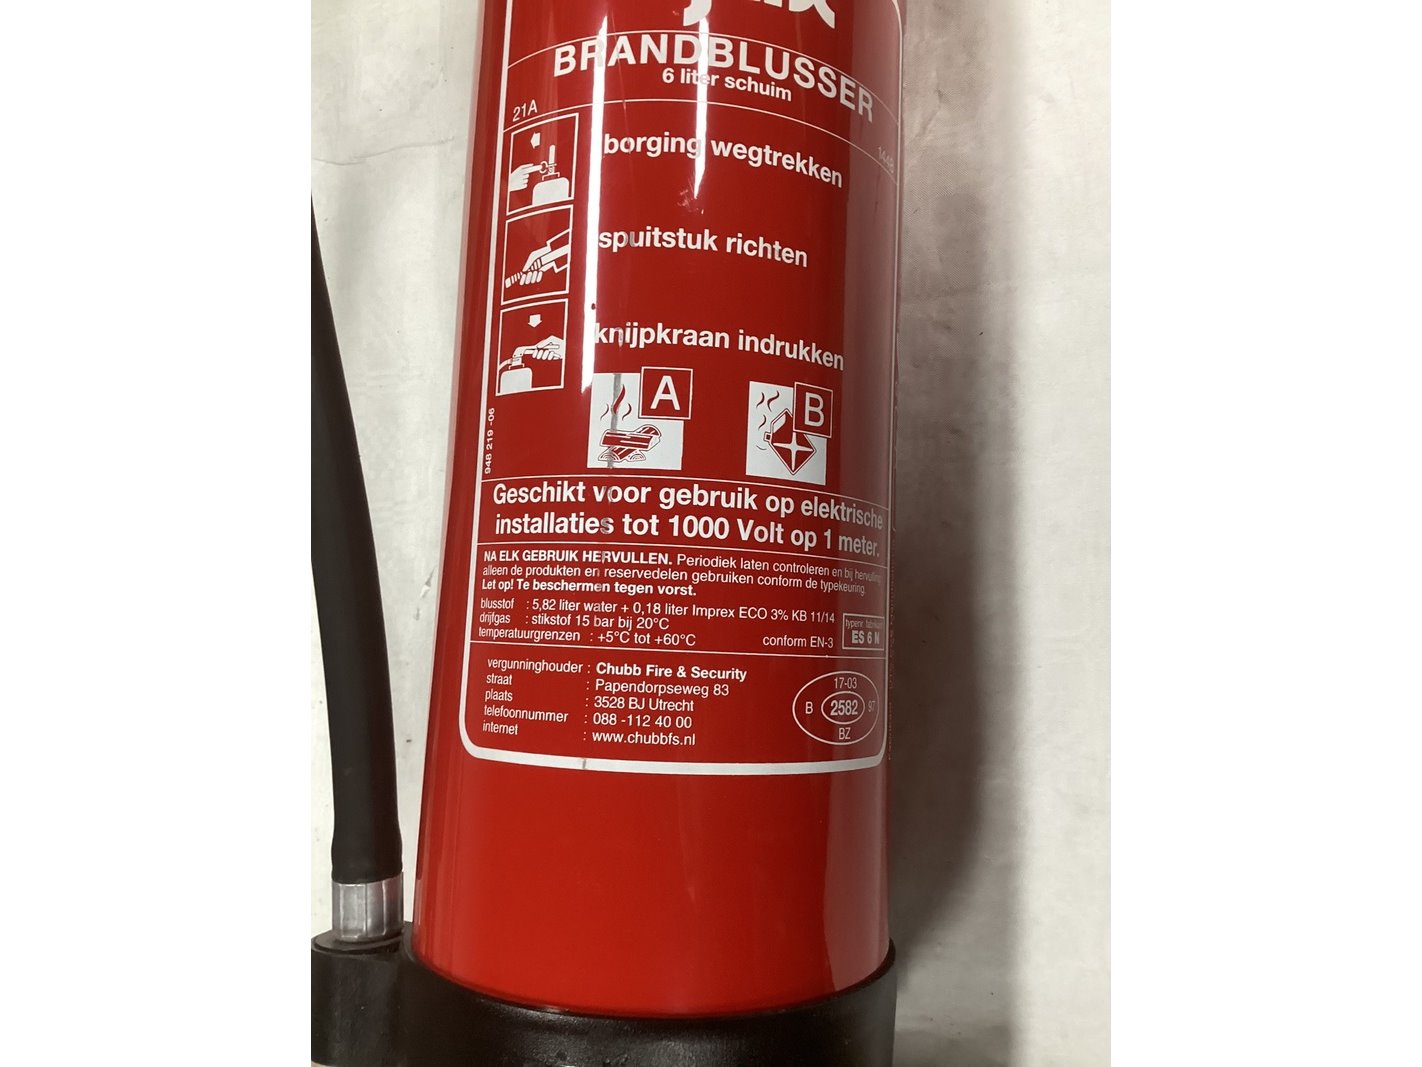 BRANDBLUSSER
6 liter schuim
21A
144B
borging wegtrekken
spuitstuk richten
knijpkraan indrukken
A
B
948 219 -06
Geschikt voor gebruik op elektrische
installaties tot 1000 Volt op 1 meter.
NA ELK GEBRUIK HERVULLEN. Periodiek laten controleren en bij hervulling
alleen de produkten en reservedelen gebruiken conform de typekeuring.
Let op! Te beschermen tegen vorst.
blusstof : 5,82 liter water + 0,18 liter Imprex ECO 3% KB 11/14
drijfgas : stikstof 15 bar bij 20°C
temperatuurgrenzen : +5°C tot +60°C
conform EN-3
typenr. fabrikant
ES 6 N
vergunninghouder : Chubb Fire & Security
straat : Papendorpseweg 83
plaats : 3528 BJ Utrecht
telefoonnummer : 088 -112 40 00
internet : www.chubbfs.nl
17-03
B 2582 97
BZ